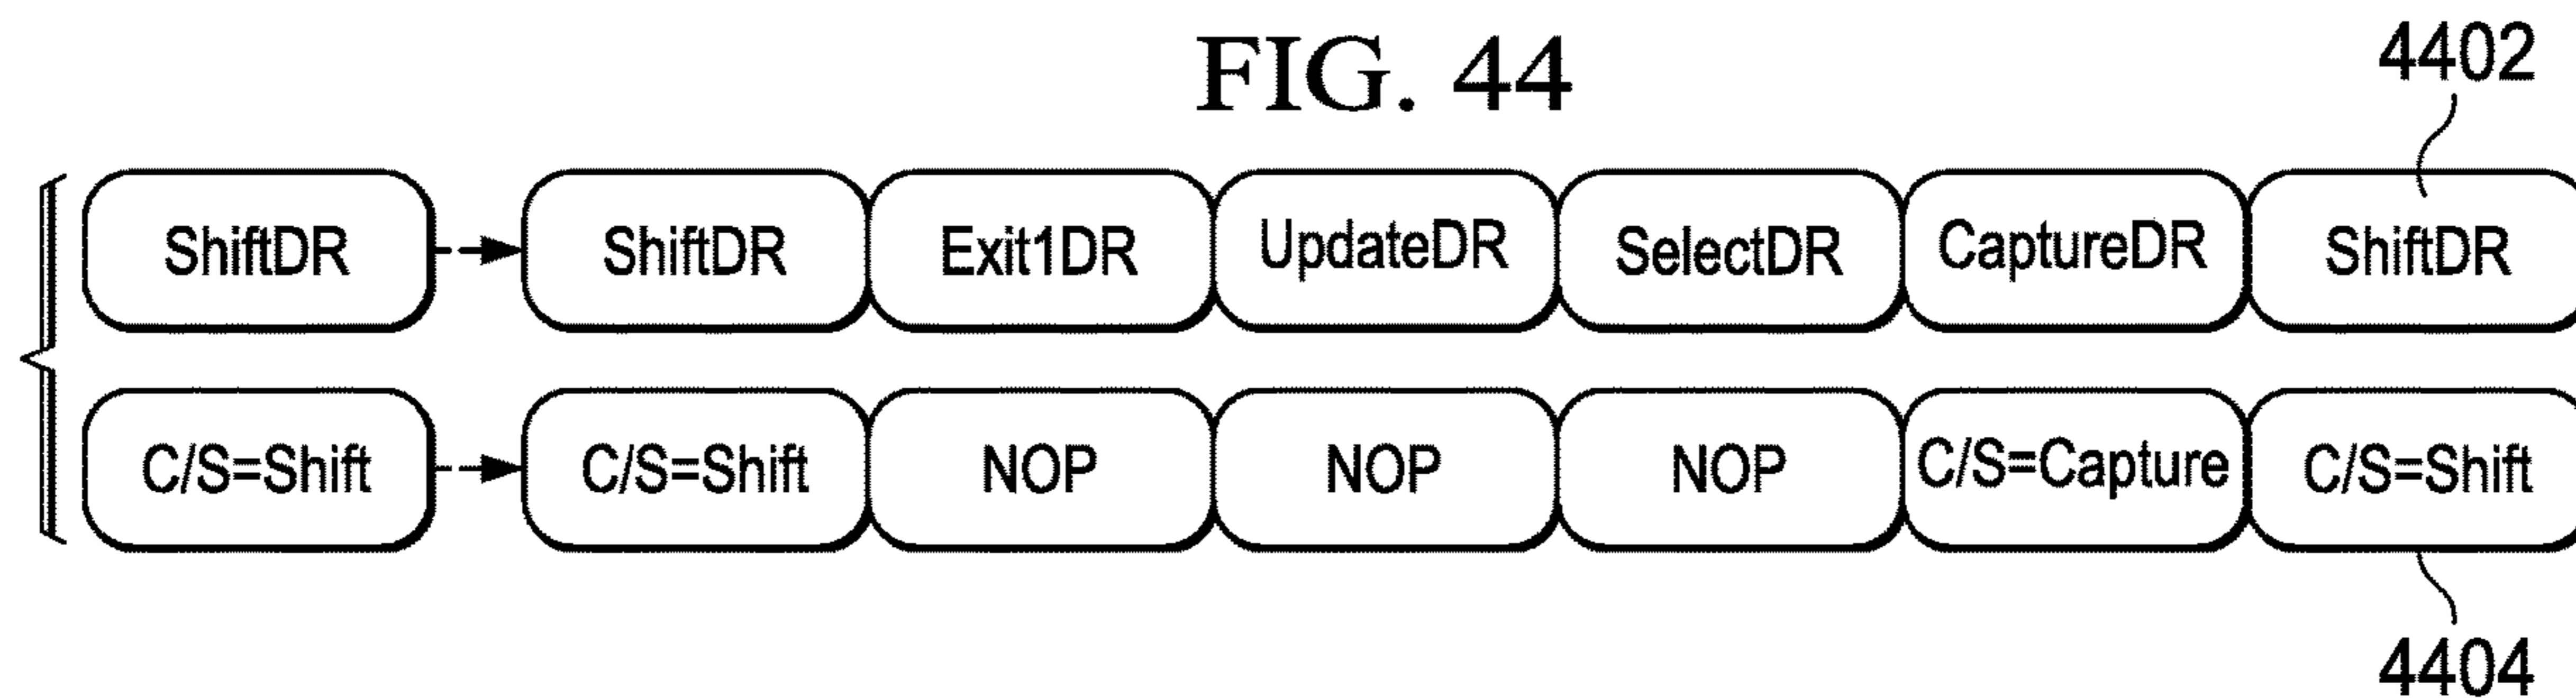 FIG. 44
4402
ShiftDR ShiftDR Exit1DR UpdateDR SelectDR CaptureDR ShiftDR
C/S=Shift C/S=Shift NOP NOP NOP C/S=Capture C/S=Shift
4404